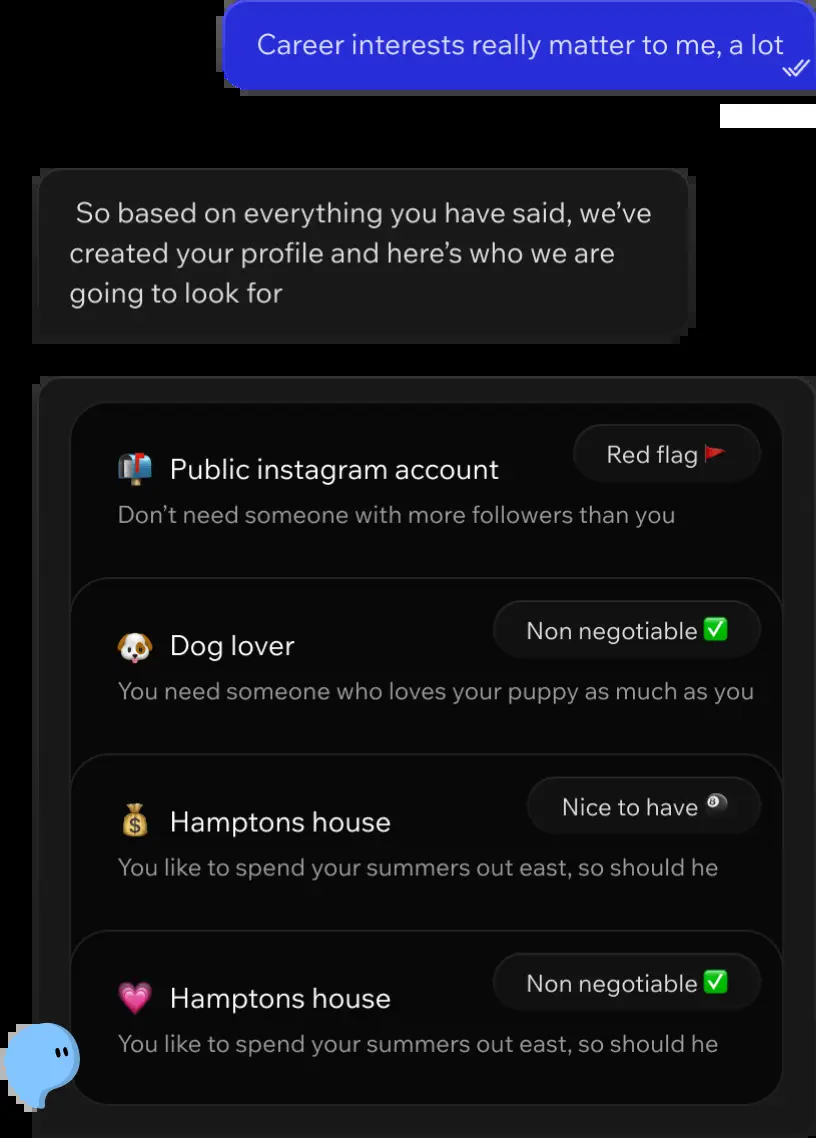 Career interests really matter to me, a lot
So based on everything you have said, we’ve
created your profile and here’s who we are
going to look for
Public instagram account
Red flag🚩
Don’t need someone with more followers than you
Dog lover
Non negotiable✅
You need someone who loves your puppy as much as you
Hamptons house
Nice to have🎱
You like to spend your summers out east, so should he
Hamptons house
Non negotiable✅
You like to spend your summers out east, so should he